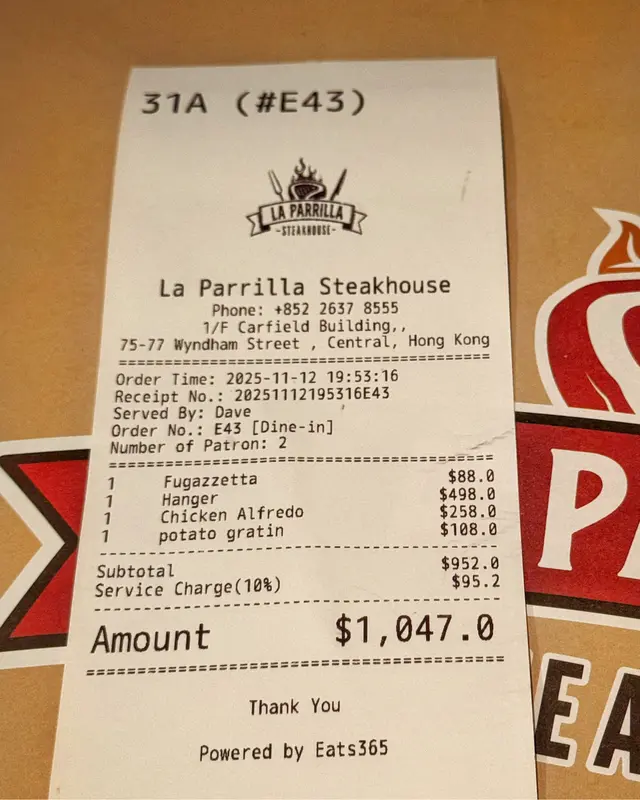 31A (#E43)
LA PARRILLA
-STEAKHOUSE-
La Parrilla Steakhouse
Phone: +852 2637 8555
1/F Carfield Building,,
75-77 Wyndham Street , Central, Hong Kong
Order Time: 2025-11-12 19:53:16
Receipt No.: 20251112195316E43
Served By: Dave
Order No.: E43 [Dine-in]
Number of Patron: 2
1 Fugazzetta $88.0
1 Hanger $498.0
1 Chicken Alfredo $258.0
1 potato gratin $108.0
Subtotal $952.0
Service Charge(10%) $95.2
Amount $1,047.0
Thank You
Powered by Eats365
P
EA